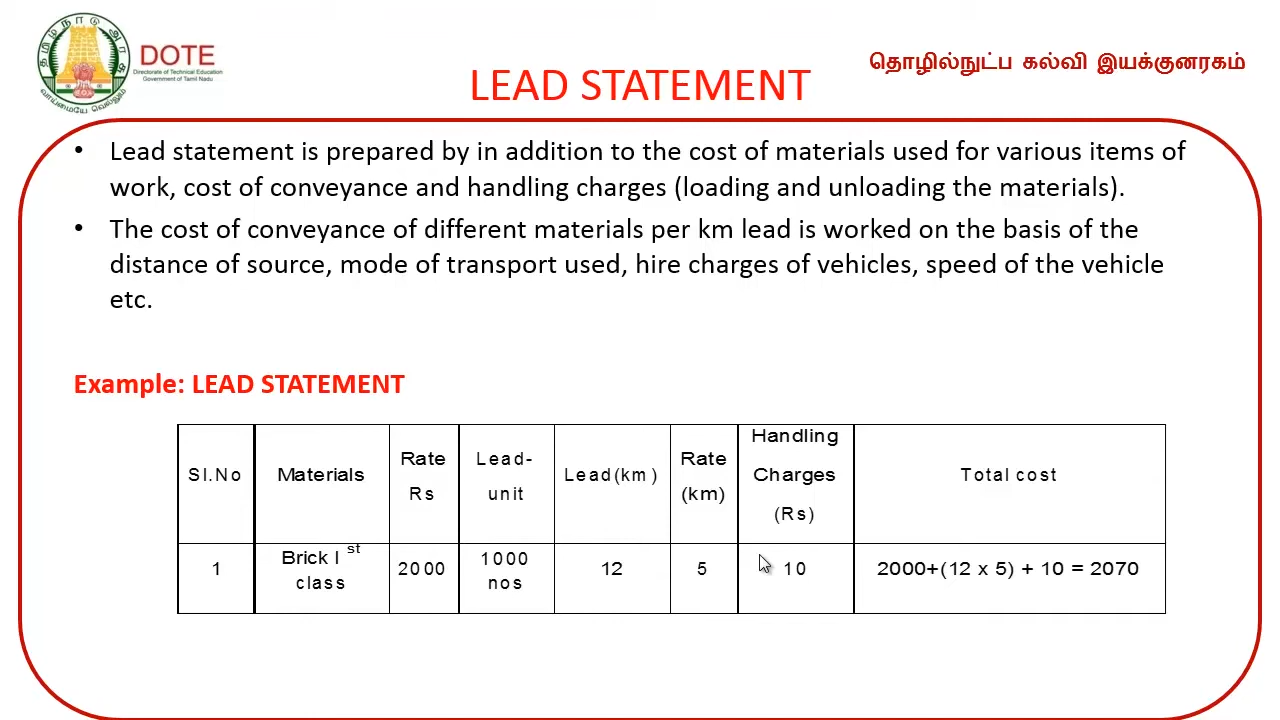 தமிழ்நாடு அரசு
வாய்மையே வெல்லும்
DOTE
Directorate of Technical Education
Government of Tamil Nadu
தொழில்நுட்ப கல்வி இயக்குனரகம்
LEAD STATEMENT
• Lead statement is prepared by in addition to the cost of materials used for various items of
work, cost of conveyance and handling charges (loading and unloading the materials).
• The cost of conveyance of different materials per km lead is worked on the basis of the
distance of source, mode of transport used, hire charges of vehicles, speed of the vehicle
etc.
Example: LEAD STATEMENT
Sl.No Materials Rate Rs Lead-unit Lead(km) Rate (km) Handling Charges (Rs) Total cost
1 Brick I st class 2000 1000 nos 12 5 10 2000+(12 x 5) + 10 = 2070